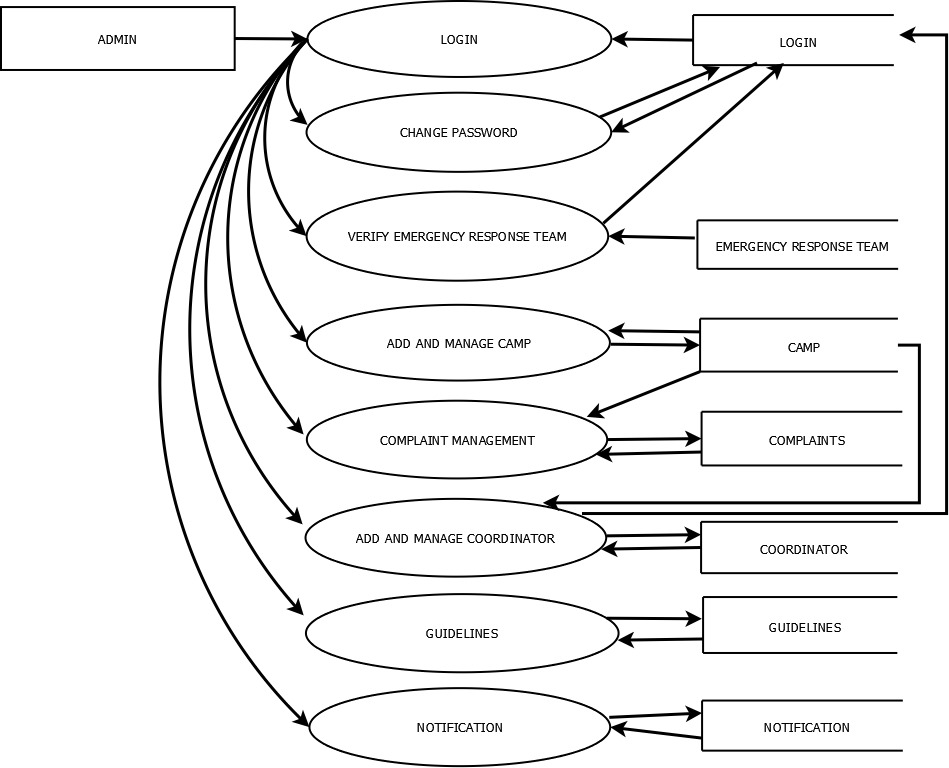 ADMIN
LOGIN
LOGIN
CHANGE PASSWORD
VERIFY EMERGENCY RESPONSE TEAM
EMERGENCY RESPONSE TEAM
ADD AND MANAGE CAMP
CAMP
COMPLAINT MANAGEMENT
COMPLAINTS
ADD AND MANAGE COORDINATOR
COORDINATOR
GUIDELINES
GUIDELINES
NOTIFICATION
NOTIFICATION